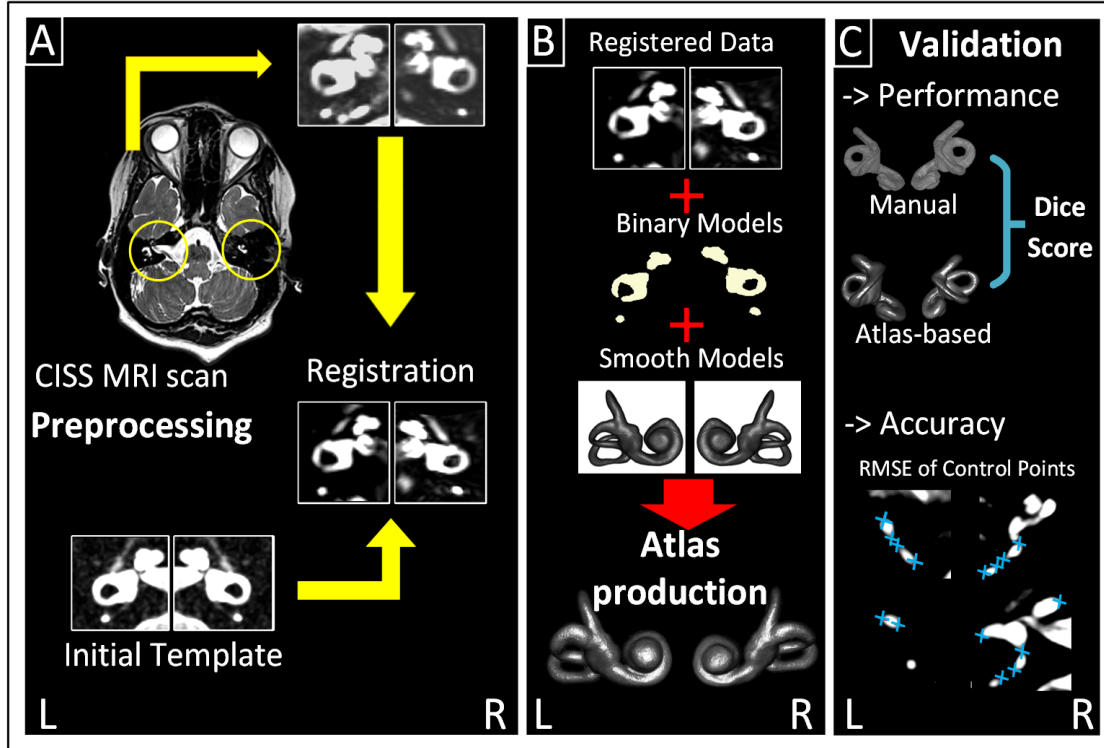 A
CISS MRI scan
Preprocessing
Registration
Initial Template
L
R
B
Registered Data
+
Binary Models
+
Smooth Models
Atlas
production
L
R
C
Validation
-> Performance
Manual
Dice
Score
Atlas-based
-> Accuracy
RMSE of Control Points
L
R